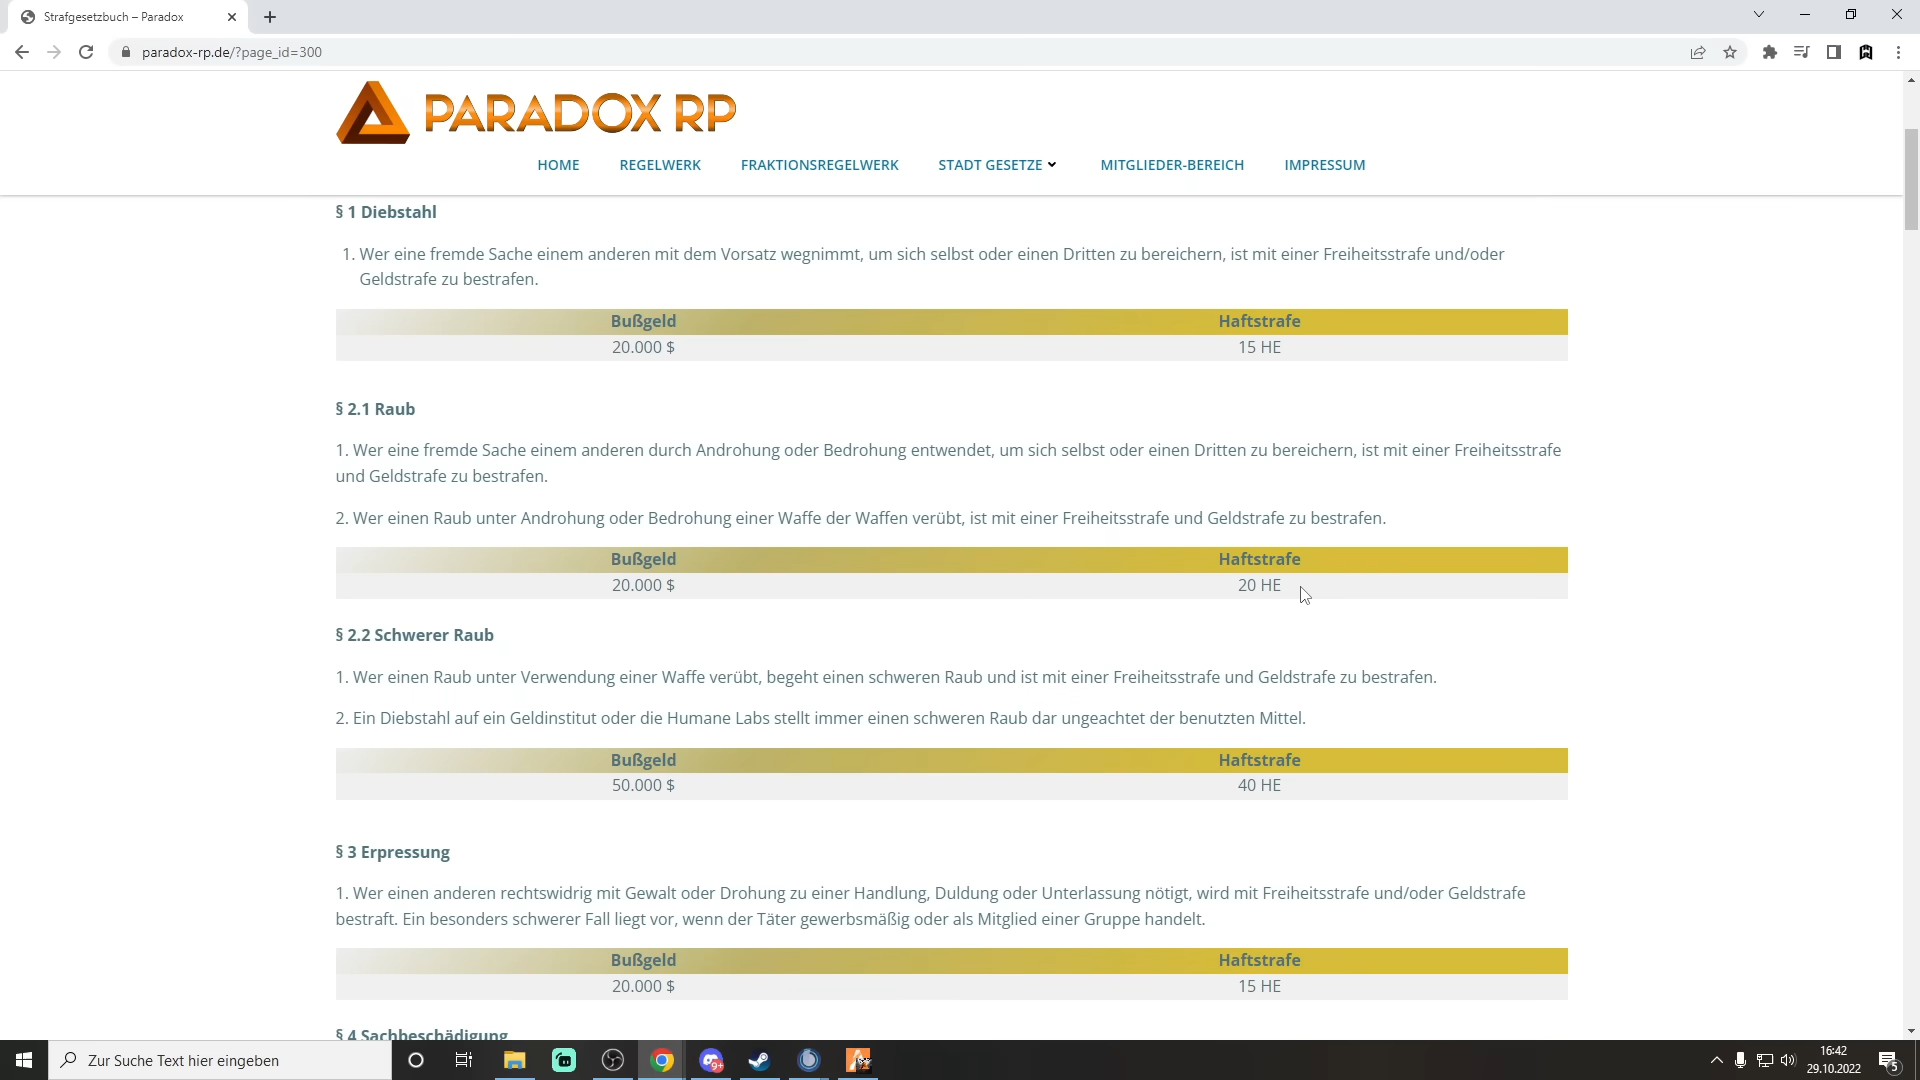 Strafgesetzbuch – Paradox
paradox-rp.de/?page_id=300
PARADOX RP
HOME REGELWERK FRAKTIONSREGELWERK STADT GESETZE MITGLIEDER-BEREICH IMPRESSUM
§ 1 Diebstahl
1. Wer eine fremde Sache einem anderen mit dem Vorsatz wegnimmt, um sich selbst oder einen Dritten zu bereichern, ist mit einer Freiheitsstrafe und/oder
Geldstrafe zu bestrafen.
Bußgeld Haftstrafe
20.000 $ 15 HE
§ 2.1 Raub
1. Wer eine fremde Sache einem anderen durch Androhung oder Bedrohung entwendet, um sich selbst oder einen Dritten zu bereichern, ist mit einer Freiheitsstrafe
und Geldstrafe zu bestrafen.
2. Wer einen Raub unter Androhung oder Bedrohung einer Waffe der Waffen verübt, ist mit einer Freiheitsstrafe und Geldstrafe zu bestrafen.
Bußgeld Haftstrafe
20.000 $ 20 HE
§ 2.2 Schwerer Raub
1. Wer einen Raub unter Verwendung einer Waffe verübt, begeht einen schweren Raub und ist mit einer Freiheitsstrafe und Geldstrafe zu bestrafen.
2. Ein Diebstahl auf ein Geldinstitut oder die Humane Labs stellt immer einen schweren Raub dar ungeachtet der benutzten Mittel.
Bußgeld Haftstrafe
50.000 $ 40 HE
§ 3 Erpressung
1. Wer einen anderen rechtswidrig mit Gewalt oder Drohung zu einer Handlung, Duldung oder Unterlassung nötigt, wird mit Freiheitsstrafe und/oder Geldstrafe
bestraft. Ein besonders schwerer Fall liegt vor, wenn der Täter gewerbsmäßig oder als Mitglied einer Gruppe handelt.
Bußgeld Haftstrafe
20.000 $ 15 HE
§ 4 Sachbeschädigung
Zur Suche Text hier eingeben
9+
16:42
29.10.2022
5